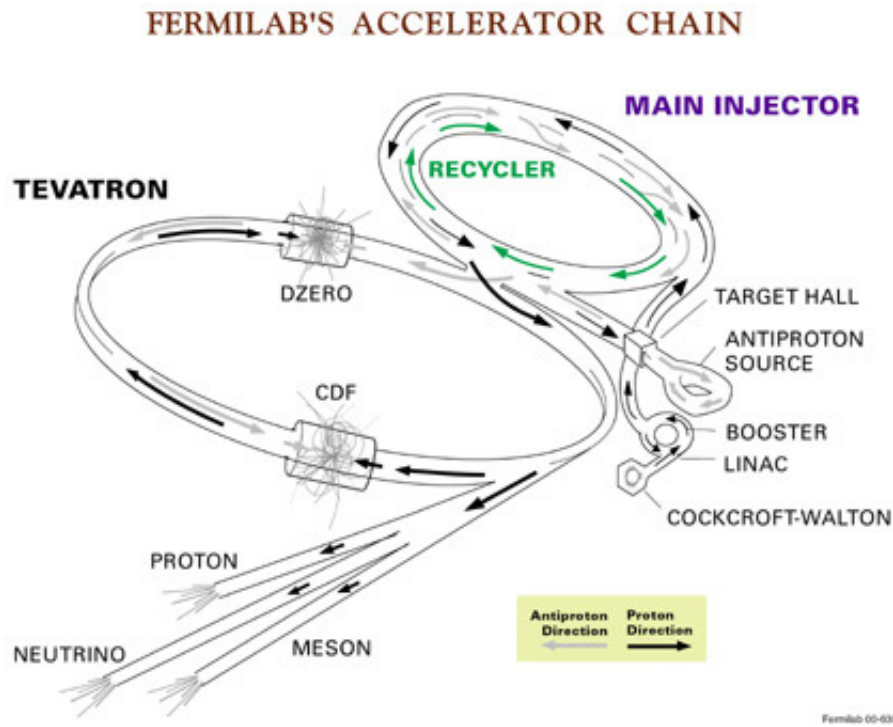 FERMILAB'S ACCELERATOR CHAIN
MAIN INJECTOR
RECYCLER
TEVATRON
DZERO
TARGET HALL
ANTIPROTON
SOURCE
CDF
BOOSTER
LINAC
COCKCROFT-WALTON
PROTON
NEUTRINO
MESON
Antiproton
Direction
Proton
Direction
Fermilab